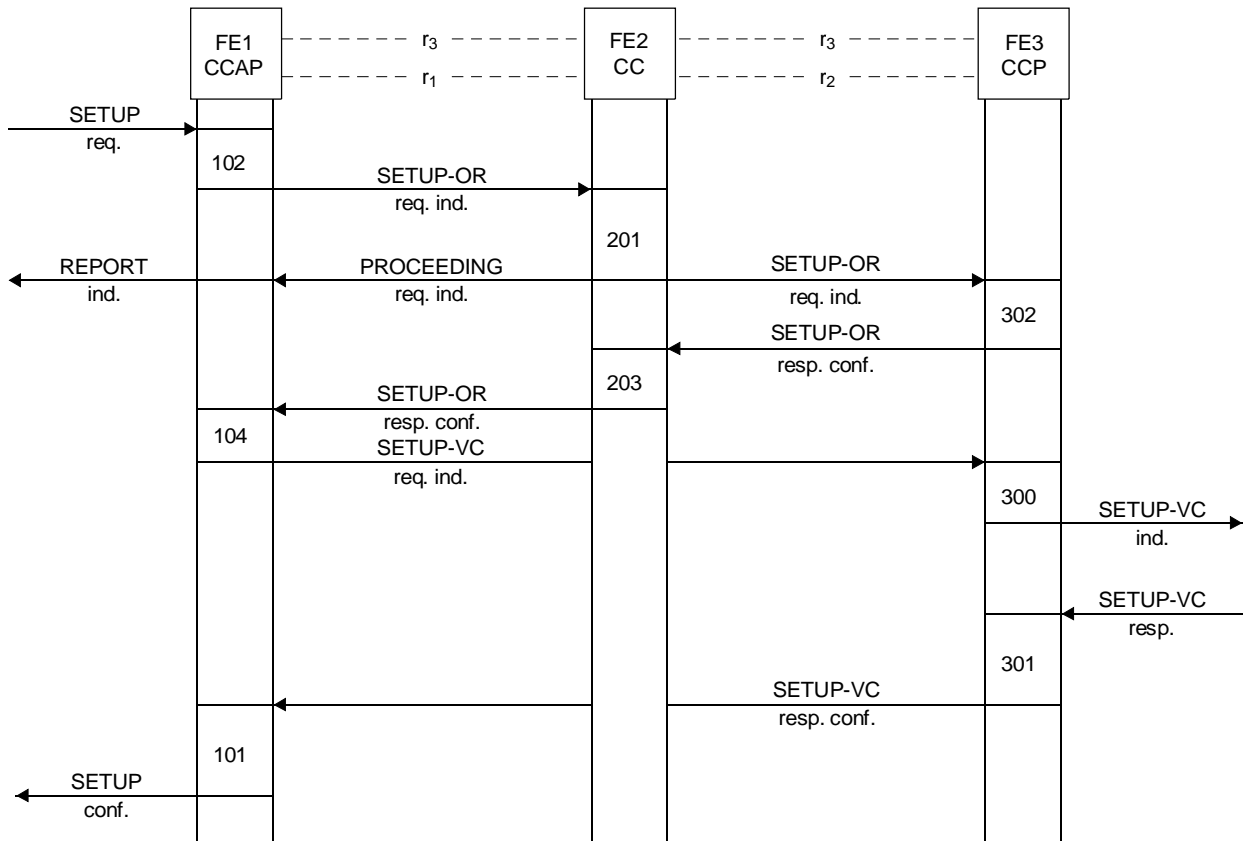 FE1
CCAP
r3
r1
FE2
CC
r3
r2
FE3
CCP
SETUP
req.
102
SETUP-OR
req. ind.
201
REPORT
ind.
PROCEEDING
req. ind.
SETUP-OR
req. ind.
302
SETUP-OR
resp. conf.
203
SETUP-OR
resp. conf.
104
SETUP-VC
req. ind.
300
SETUP-VC
ind.
SETUP-VC
resp.
301
SETUP-VC
resp. conf.
101
SETUP
conf.